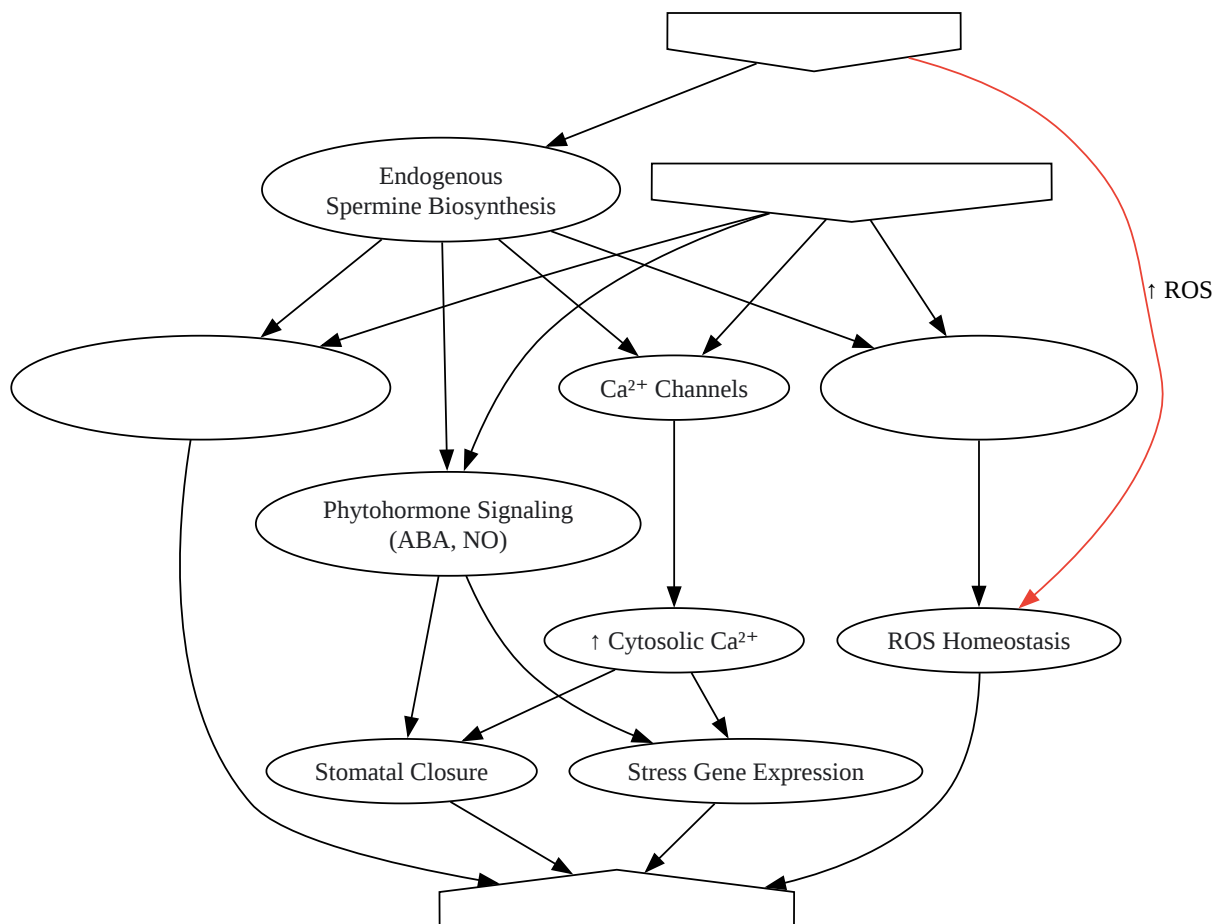 Endogenous
Spermine Biosynthesis
↑ ROS
Ca²⁺ Channels
Phytohormone Signaling
(ABA, NO)
↑ Cytosolic Ca²⁺
ROS Homeostasis
Stomatal Closure
Stress Gene Expression